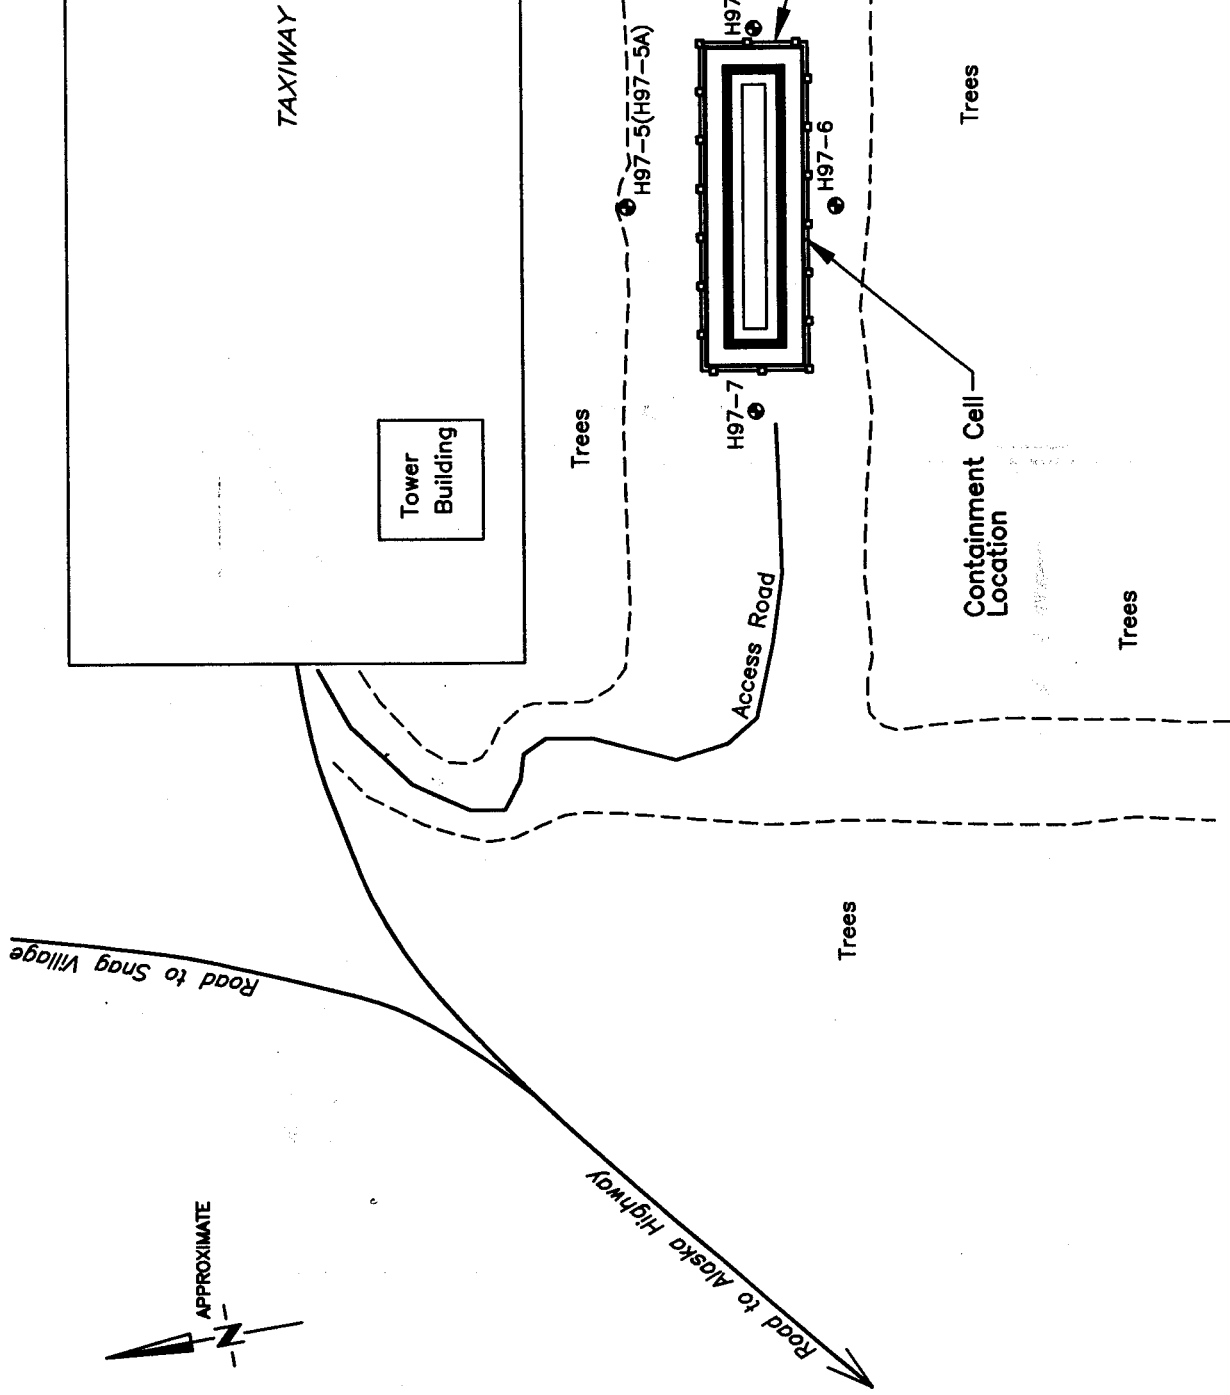 TAXIWAY
H97-5(H97-5A)
H97
H97-6
H97-7
Trees
Trees
Tower
Building
Containment Cell
Location
Trees
Access Road
Trees
Road to Snag Village
Road to Alaska Highway
APPROXIMATE
N